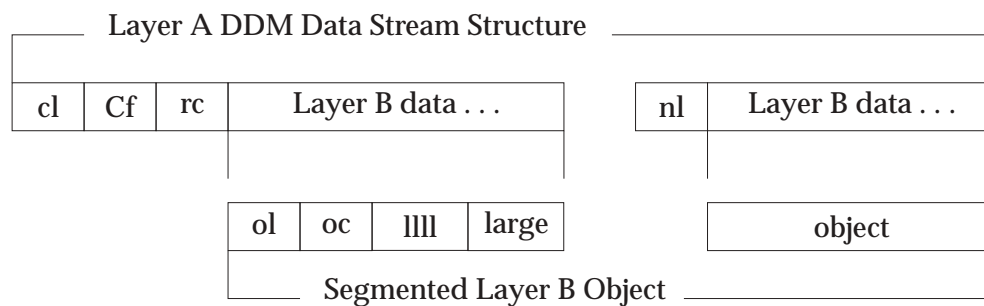 Layer A DDM Data Stream Structure
cl Cf rc Layer B data . . . nl Layer B data . . .
ol oc llll large object
Segmented Layer B Object